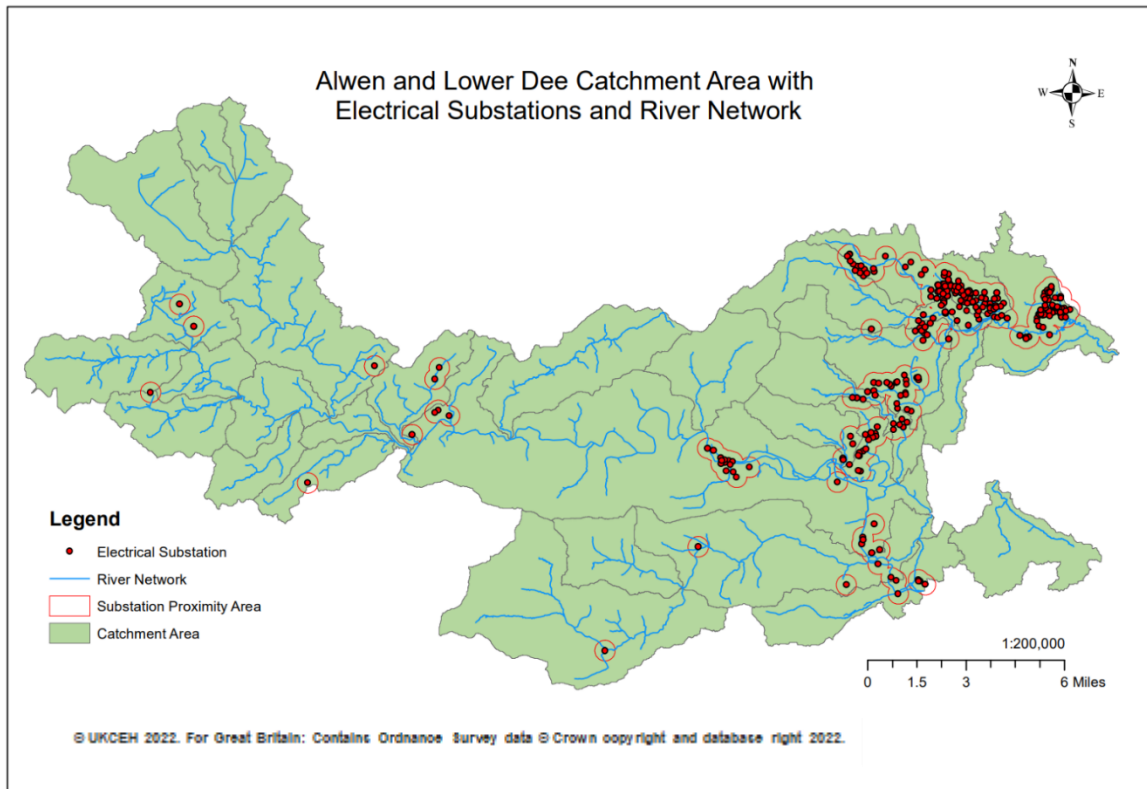 Alwen and Lower Dee Catchment Area with
Electrical Substations and River Network
N
W E
S
Legend
Electrical Substation
River Network
Substation Proximity Area
Catchment Area
1:200,000
0 1.5 3 6 Miles
© UKCEH 2022. For Great Britain: Contains Ordnance Survey data © Crown copyright and database right 2022.